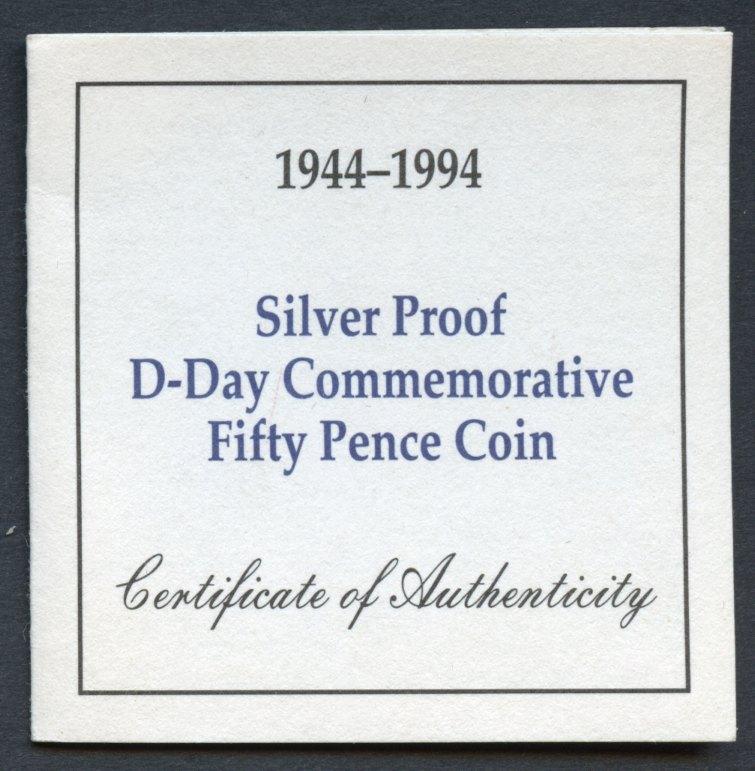 1944–1994
Silver Proof
D-Day Commemorative
Fifty Pence Coin
Certificate of Authenticity